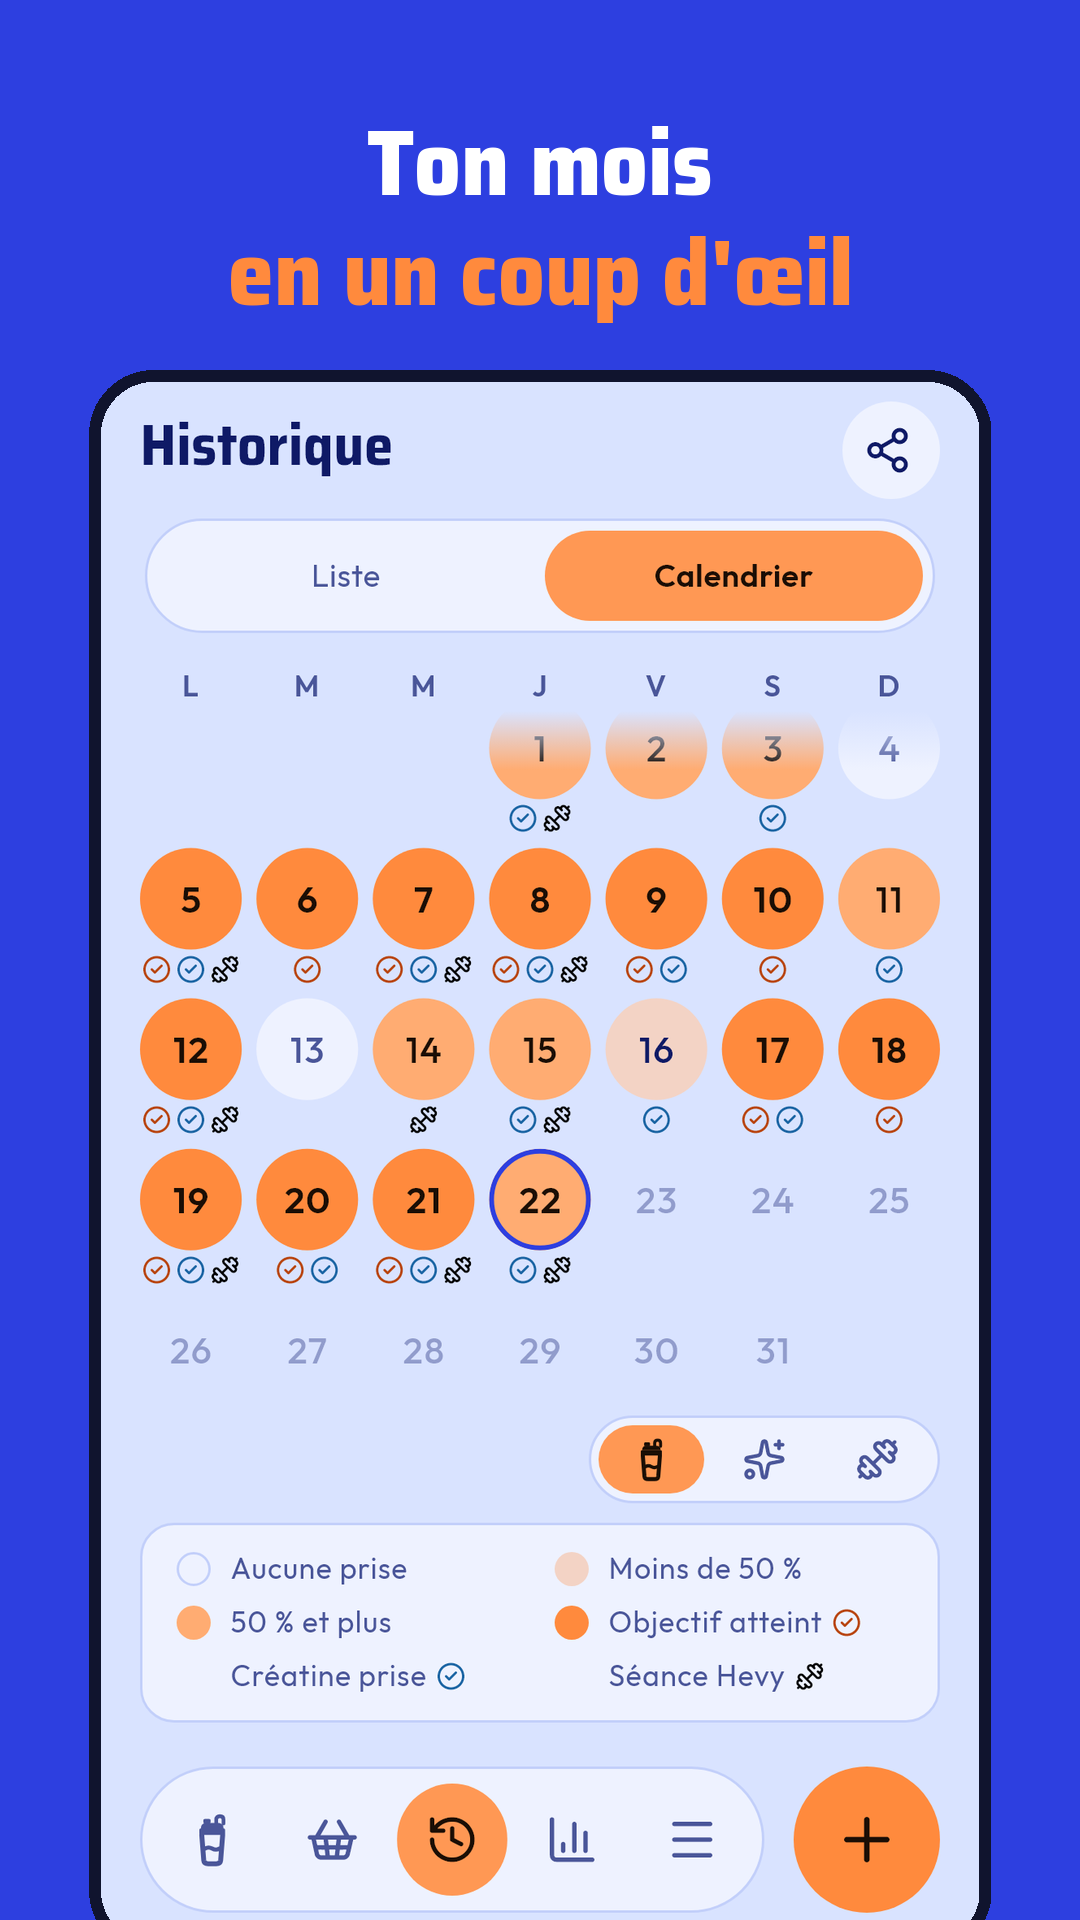 Ton mois
en un coup d'œil
Historique
Liste Calendrier
L M M J V S D
1 2 3 4
5 6 7 8 9 10 11
12 13 14 15 16 17 18
19 20 21 22 23 24 25
26 27 28 29 30 31
Aucune prise Moins de 50 %
50 % et plus Objectif atteint
Créatine prise Séance Hevy